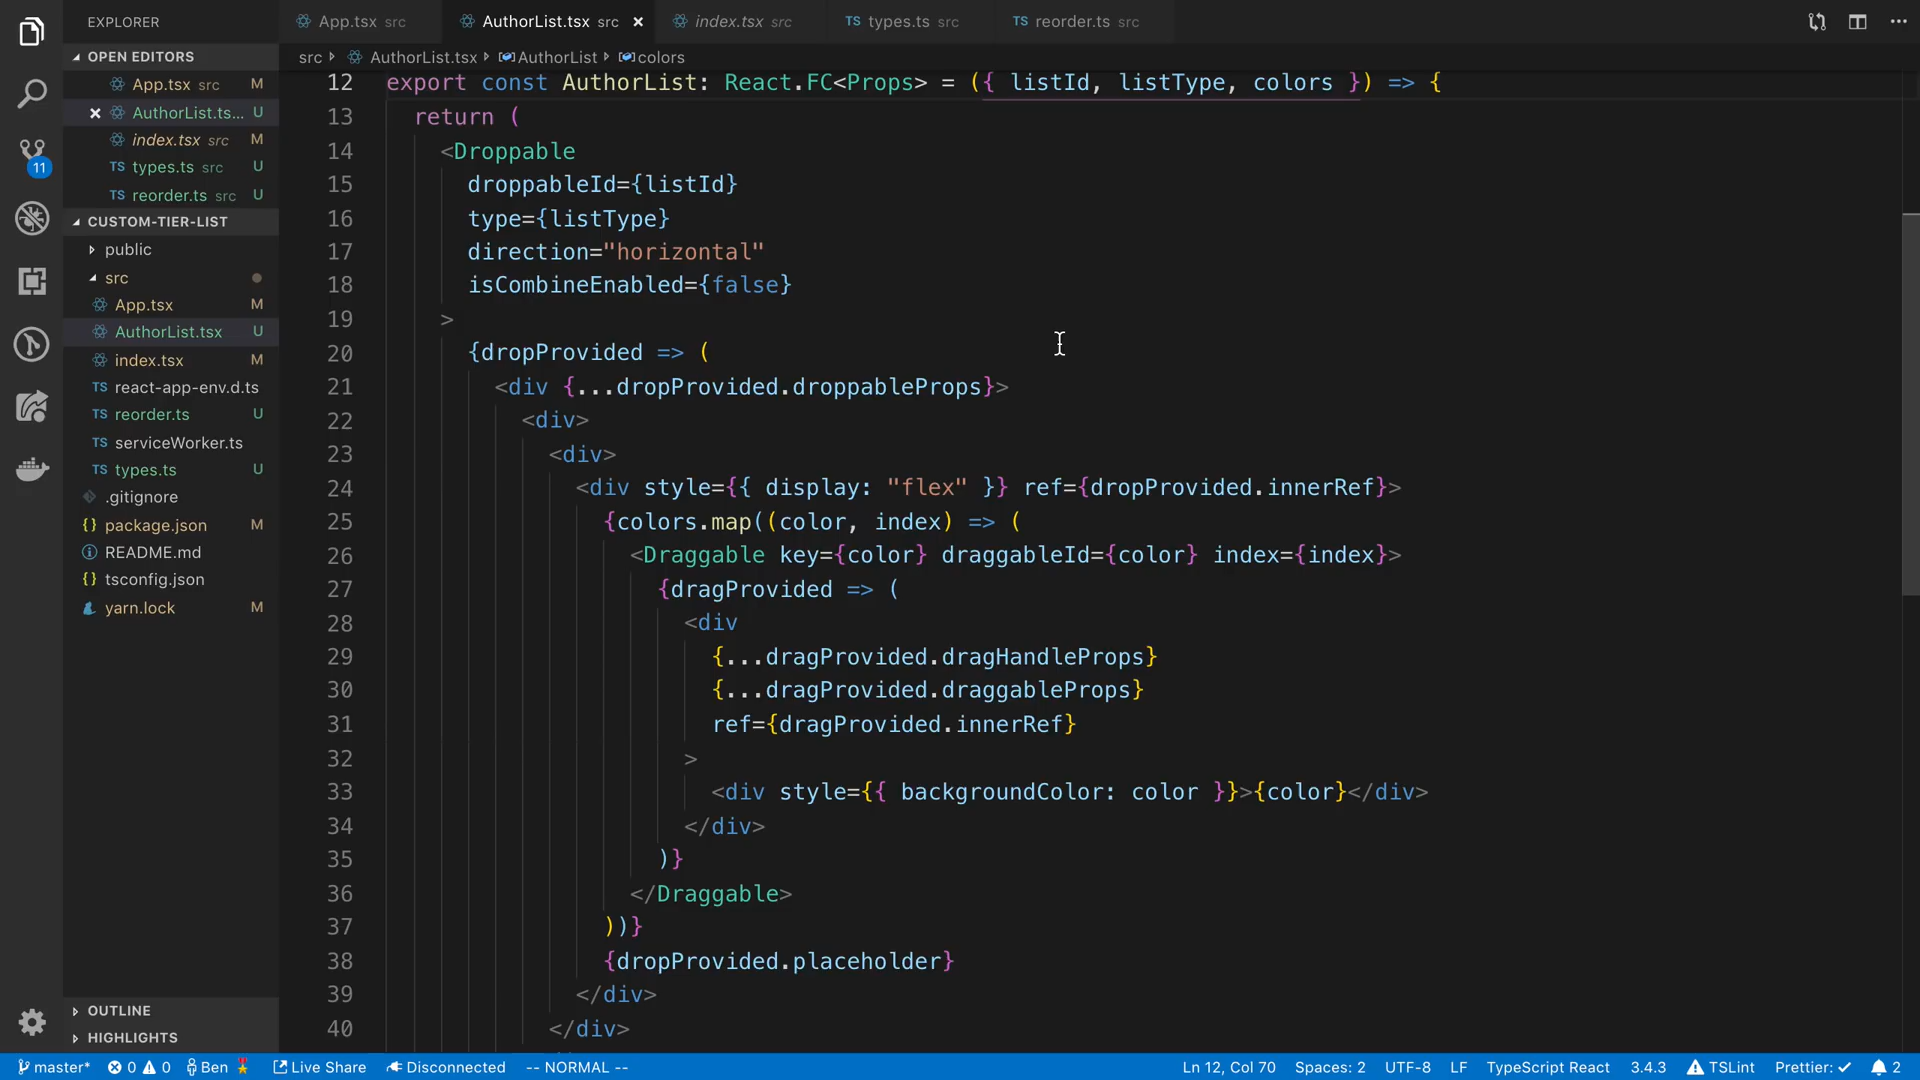 EXPLORER
App.tsx src
AuthorList.tsx src ×
index.tsx src
TS types.ts src
TS reorder.ts src
OPEN EDITORS
App.tsx src M
× AuthorList.ts... U
index.tsx src M
TS types.ts src U
TS reorder.ts src U
CUSTOM-TIER-LIST
public
src
App.tsx M
AuthorList.tsx U
index.tsx M
TS react-app-env.d.ts
TS reorder.ts U
TS serviceWorker.ts
TS types.ts U
.gitignore
{} package.json M
README.md
{} tsconfig.json
yarn.lock M
OUTLINE
HIGHLIGHTS
11
src AuthorList.tsx AuthorList colors
12 export const AuthorList: React.FC<Props> = ({ listId, listType, colors }) => {
13 return (
14 <Droppable
15 droppableId={listId}
16 type={listType}
17 direction="horizontal"
18 isCombineEnabled={false}
19 >
20 {dropProvided => (
21 <div {...dropProvided.droppableProps}>
22 <div>
23 <div>
24 <div style={{ display: "flex" }} ref={dropProvided.innerRef}>
25 {colors.map((color, index) => (
26 <Draggable key={color} draggableId={color} index={index}>
27 {dragProvided => (
28 <div
29 {...dragProvided.dragHandleProps}
30 {...dragProvided.draggableProps}
31 ref={dragProvided.innerRef}
32 >
33 <div style={{ backgroundColor: color }}>{color}</div>
34 </div>
35 )}
36 </Draggable>
37 ))}
38 {dropProvided.placeholder}
39 </div>
40 </div>
master* 0 0 Ben Live Share Disconnected -- NORMAL -- Ln 12, Col 70 Spaces: 2 UTF-8 LF TypeScript React 3.4.3 TSLint Prettier: ✓ 2